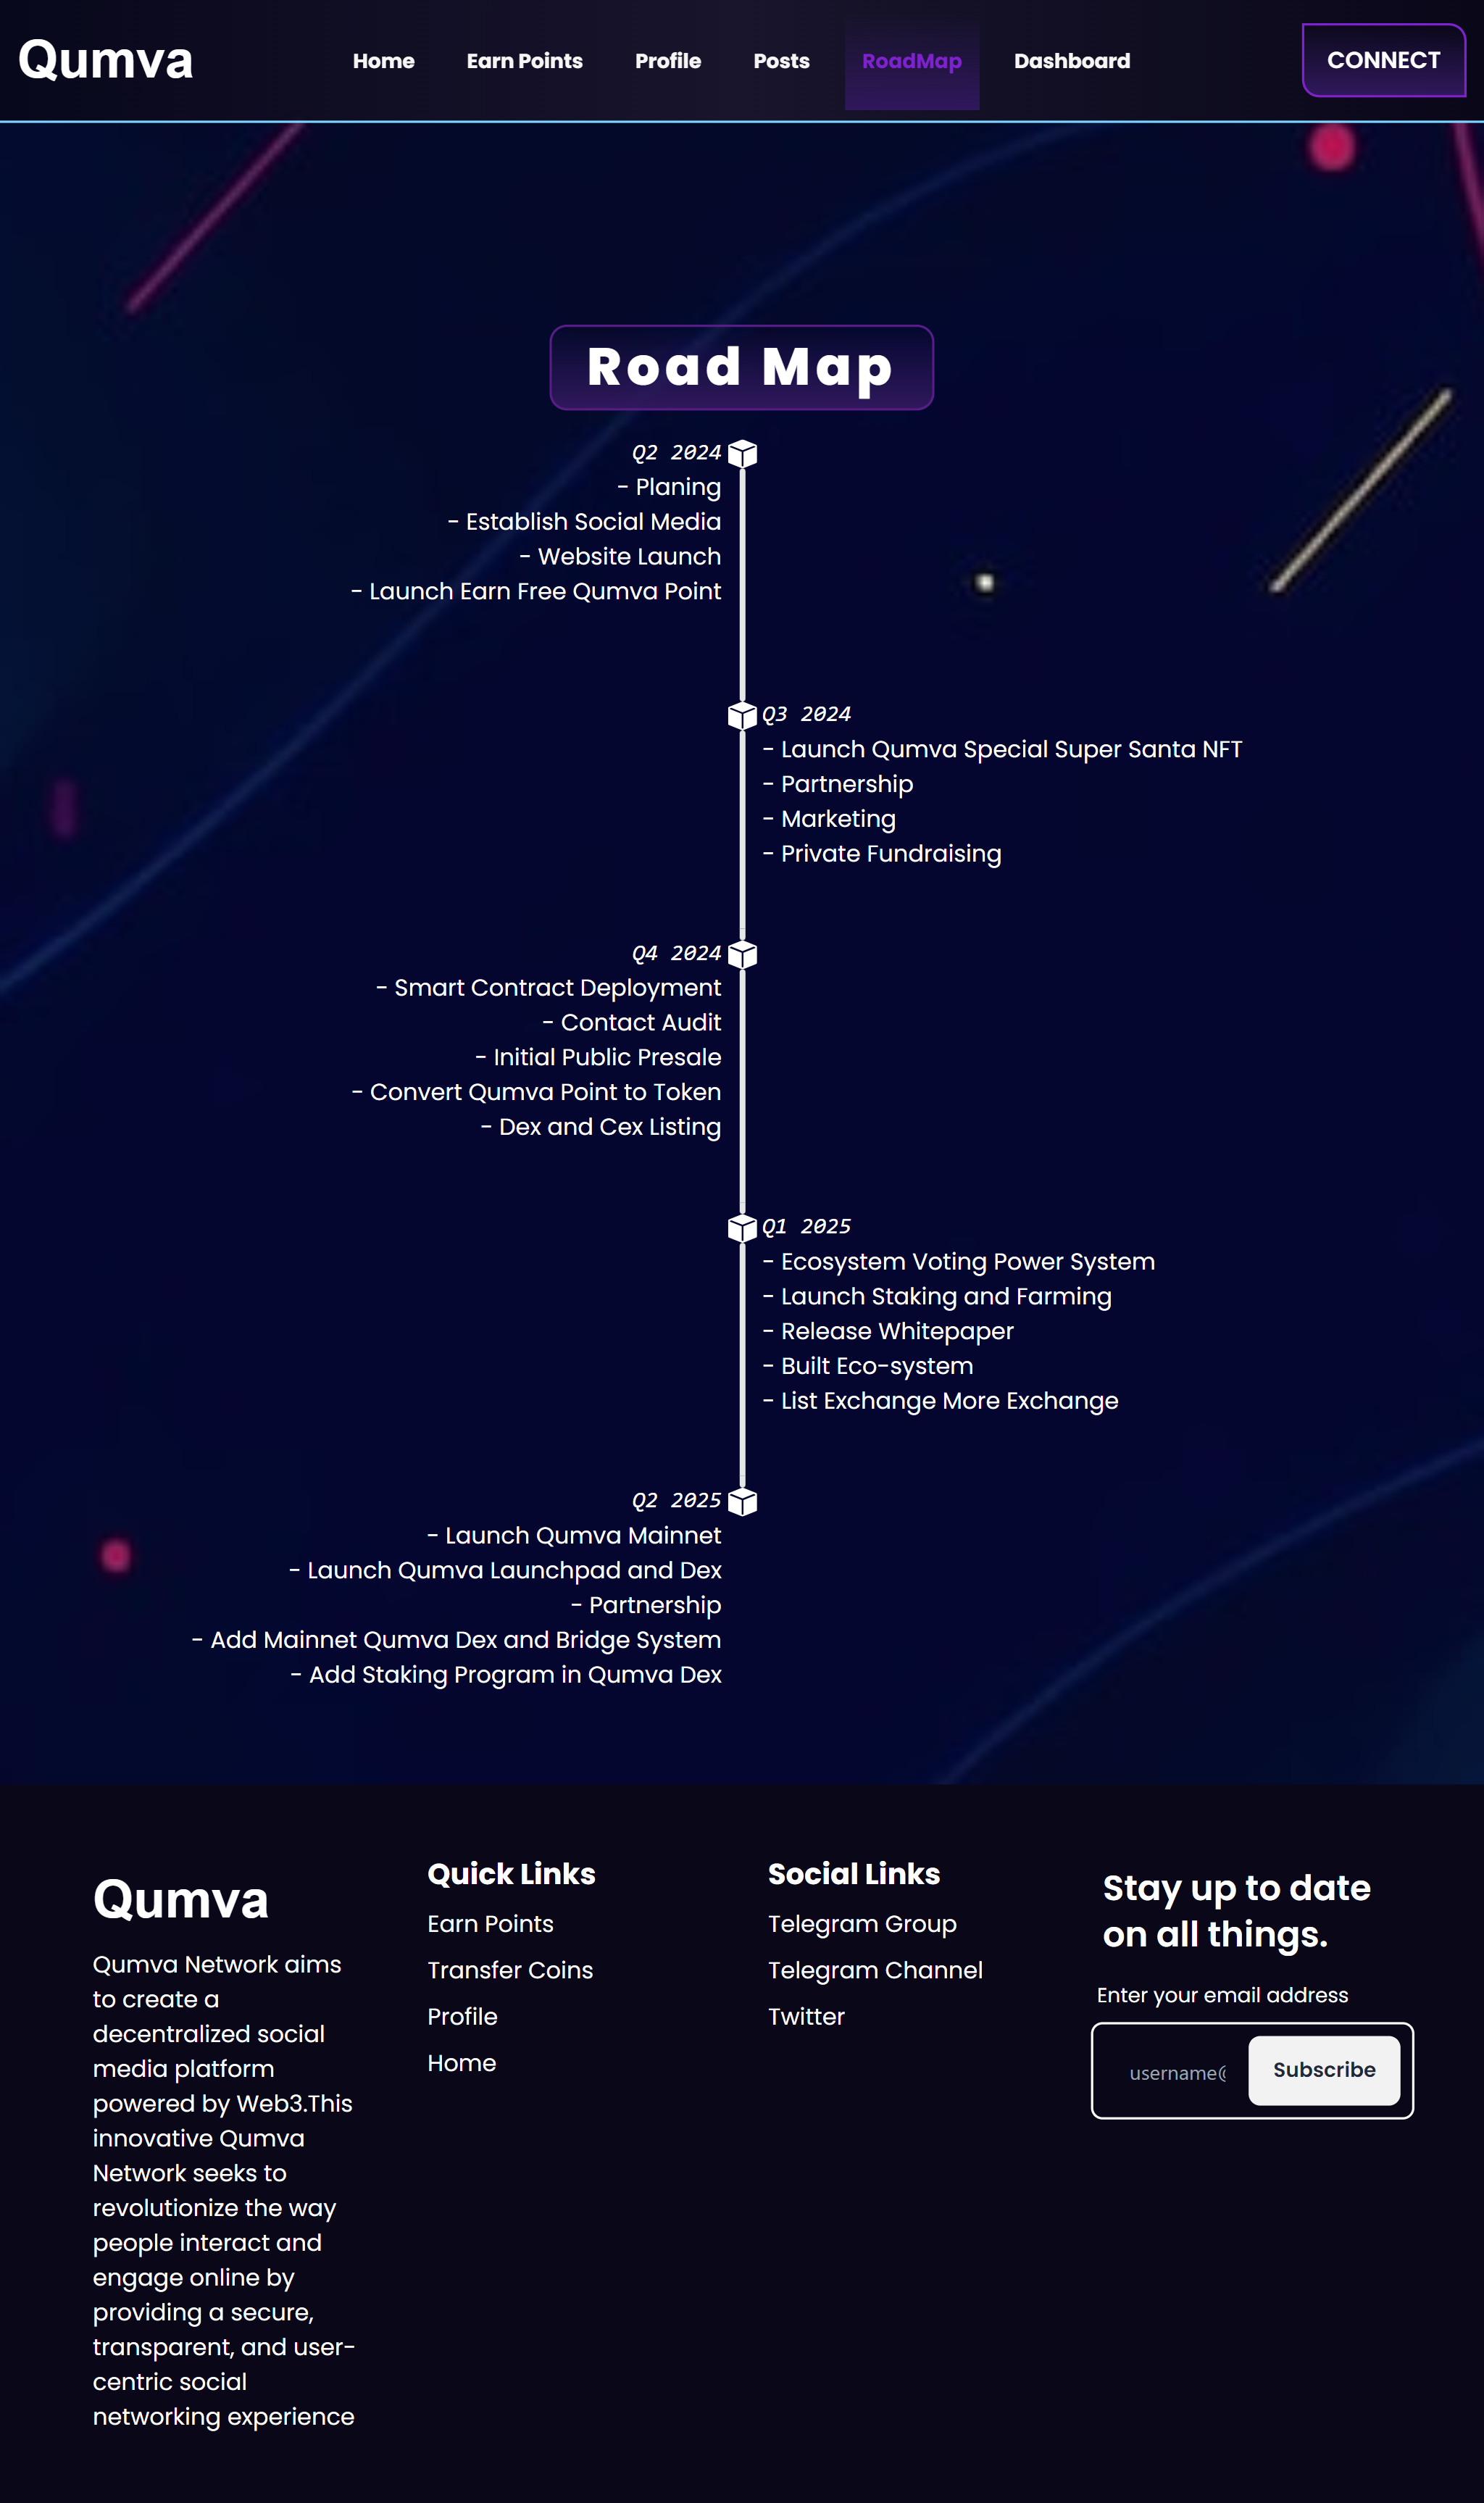 Qumva
Home
Earn Points
Profile
Posts
RoadMap
Dashboard
CONNECT
Road Map
Q2 2024
- Planing
- Establish Social Media
- Website Launch
- Launch Earn Free Qumva Point
Q3 2024
- Launch Qumva Special Super Santa NFT
- Partnership
- Marketing
- Private Fundraising
Q4 2024
- Smart Contract Deployment
- Contact Audit
- Initial Public Presale
- Convert Qumva Point to Token
- Dex and Cex Listing
Q1 2025
- Ecosystem Voting Power System
- Launch Staking and Farming
- Release Whitepaper
- Built Eco-system
- List Exchange More Exchange
Q2 2025
- Launch Qumva Mainnet
- Launch Qumva Launchpad and Dex
- Partnership
- Add Mainnet Qumva Dex and Bridge System
- Add Staking Program in Qumva Dex
Qumva
Qumva Network aims
to create a
decentralized social
media platform
powered by Web3.This
innovative Qumva
Network seeks to
revolutionize the way
people interact and
engage online by
providing a secure,
transparent, and user-
centric social
networking experience
Quick Links
Earn Points
Transfer Coins
Profile
Home
Social Links
Telegram Group
Telegram Channel
Twitter
Stay up to date
on all things.
Enter your email address
username@
Subscribe